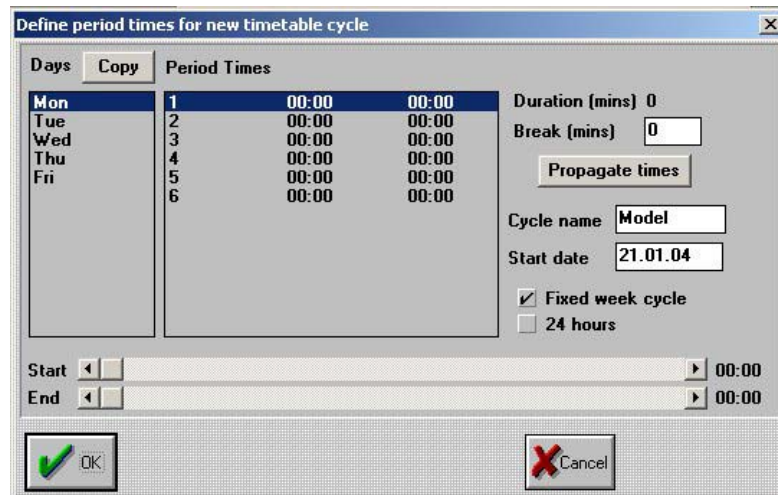 Define period times for new timetable cycle
Days Copy Period Times
Mon
Tue
Wed
Thu
Fri
1 00:00 00:00
2 00:00 00:00
3 00:00 00:00
4 00:00 00:00
5 00:00 00:00
6 00:00 00:00
Duration (mins) 0
Break (mins) 0
Propagate times
Cycle name Model
Start date 21.01.04
Fixed week cycle
24 hours
Start 00:00
End 00:00
OK Cancel